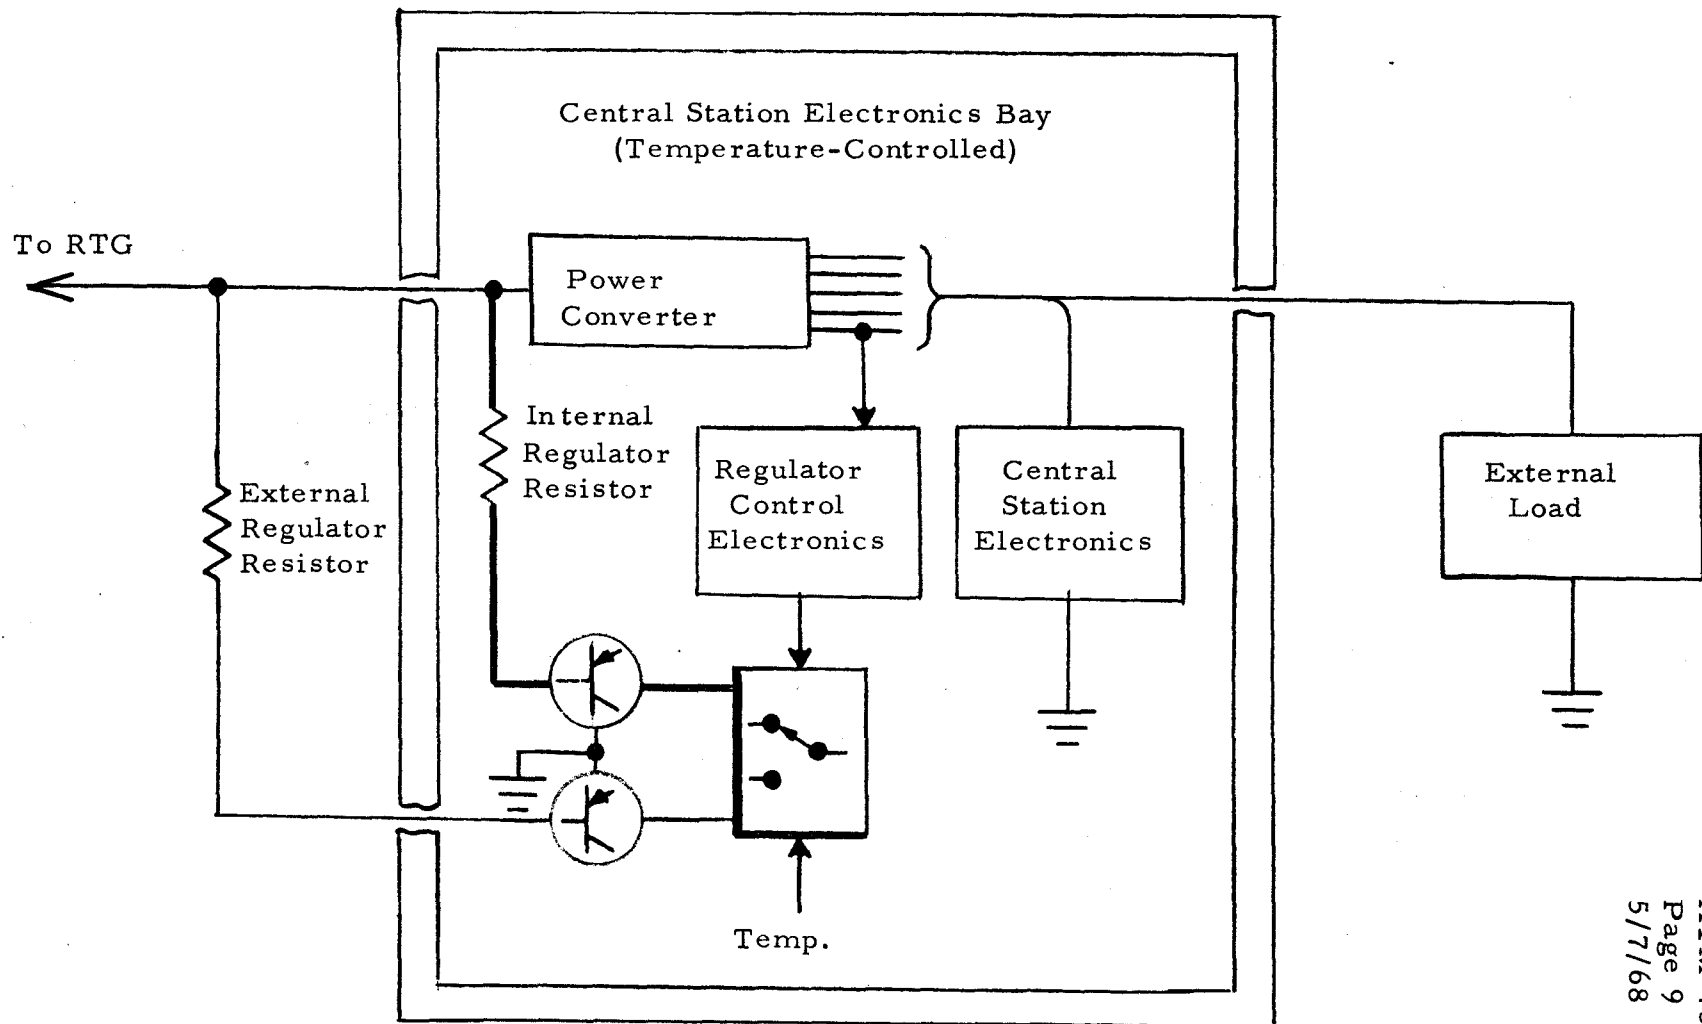 Central Station Electronics Bay
(Temperature-Controlled)
To RTG
Power
Converter
Internal
Regulator
Resistor
External
Regulator
Resistor
Regulator
Control
Electronics
Central
Station
Electronics
External
Load
Temp.
Page 9
5/7/68